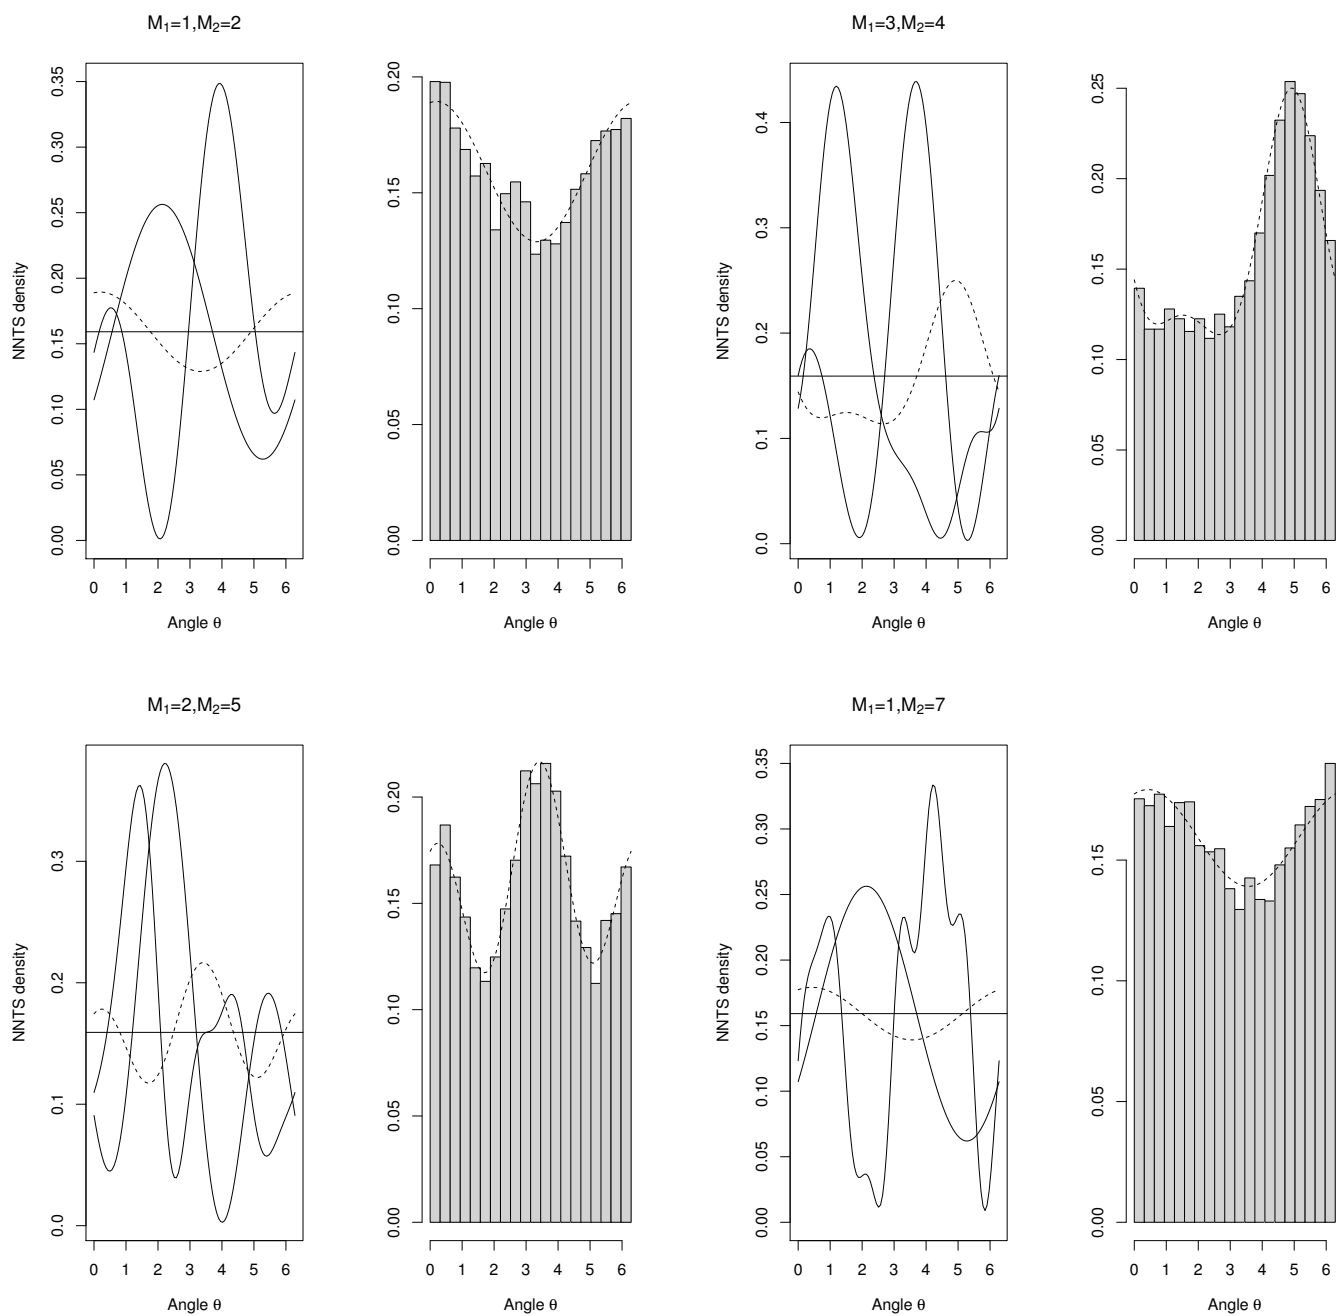 M₁=1,M₂=2
NNTS density
0.00 0.05 0.10 0.15 0.20 0.25 0.30 0.35
0 1 2 3 4 5 6
Angle θ
0.00 0.05 0.10 0.15 0.20
0 1 2 3 4 5 6
Angle θ
M₁=3,M₂=4
NNTS density
0.0 0.1 0.2 0.3 0.4
0 1 2 3 4 5 6
Angle θ
0.00 0.05 0.10 0.15 0.20 0.25
0 1 2 3 4 5 6
Angle θ
M₁=2,M₂=5
NNTS density
0.0 0.1 0.2 0.3
0 1 2 3 4 5 6
Angle θ
0.00 0.05 0.10 0.15 0.20
0 1 2 3 4 5 6
Angle θ
M₁=1,M₂=7
NNTS density
0.00 0.05 0.10 0.15 0.20 0.25 0.30 0.35
0 1 2 3 4 5 6
Angle θ
0.00 0.05 0.10 0.15
0 1 2 3 4 5 6
Angle θ